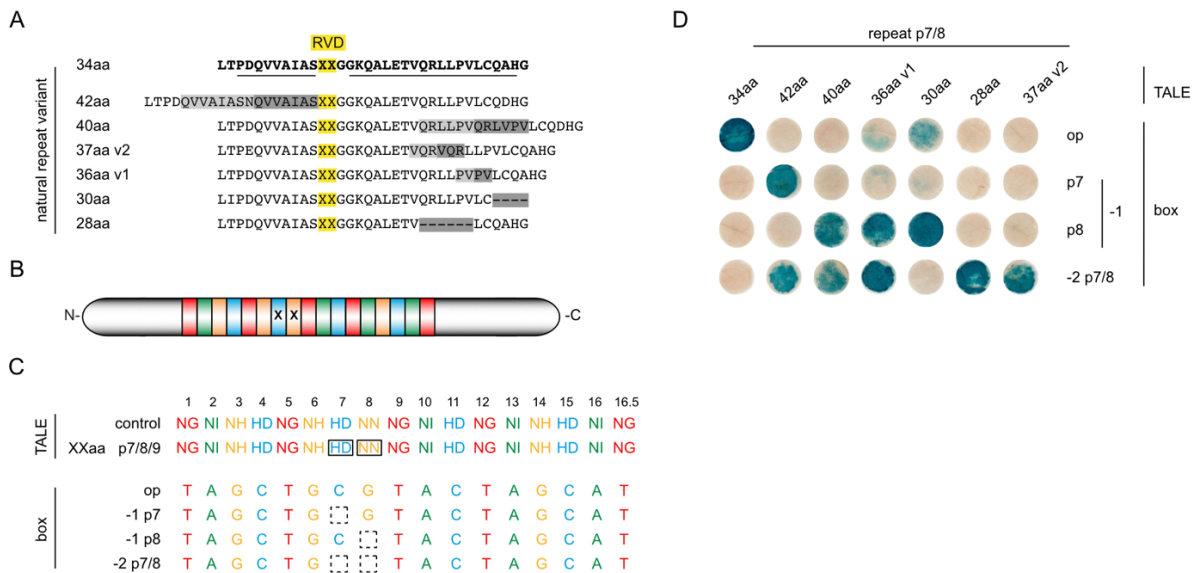 A
RVD
natural repeat variant
34aa LTPDQVVAIASXXGGKQALETVQRLLPVLCQAHG
42aa LTPDQVVAIASNQVVAIASXXGGKQALETVQRLLPVLCQDHG
40aa LTPDQVVAIASXXGGKQALETVQRLLPVQRLVPVLCQDHG
37aa v2 LTPEQVVAIASXXGGKQALETVQRVQRLLPVLCQAHG
36aa v1 LTPDQVVAIASXXGGKQALETVQRLLPVPVLCQAHG
30aa LIPDQVVAIASXXGGKQALETVQRLLPVLC----
28aa LTPDQVVAIASXXGGKQALETV------LCQAHG
B
N- X X -C
C
1 2 3 4 5 6 7 8 9 10 11 12 13 14 15 16 16.5
TALE
control NG NI NH HD NG NH HD NN NG NI HD NG NI NH HD NI NG
XXaa p7/8/9 NG NI NH HD NG NH HD NN NG NI HD NG NI NH HD NI NG
box
op T A G C T G C G T A C T A G C A T
-1 p7 T A G C T G G T A C T A G C A T
-1 p8 T A G C T G C T A C T A G C A T
-2 p7/8 T A G C T G T A C T A G C A T
D
repeat p7/8
34aa 42aa 40aa 36aa v1 30aa 28aa 37aa v2 TALE
op
p7
-1
p8
box
-2 p7/8